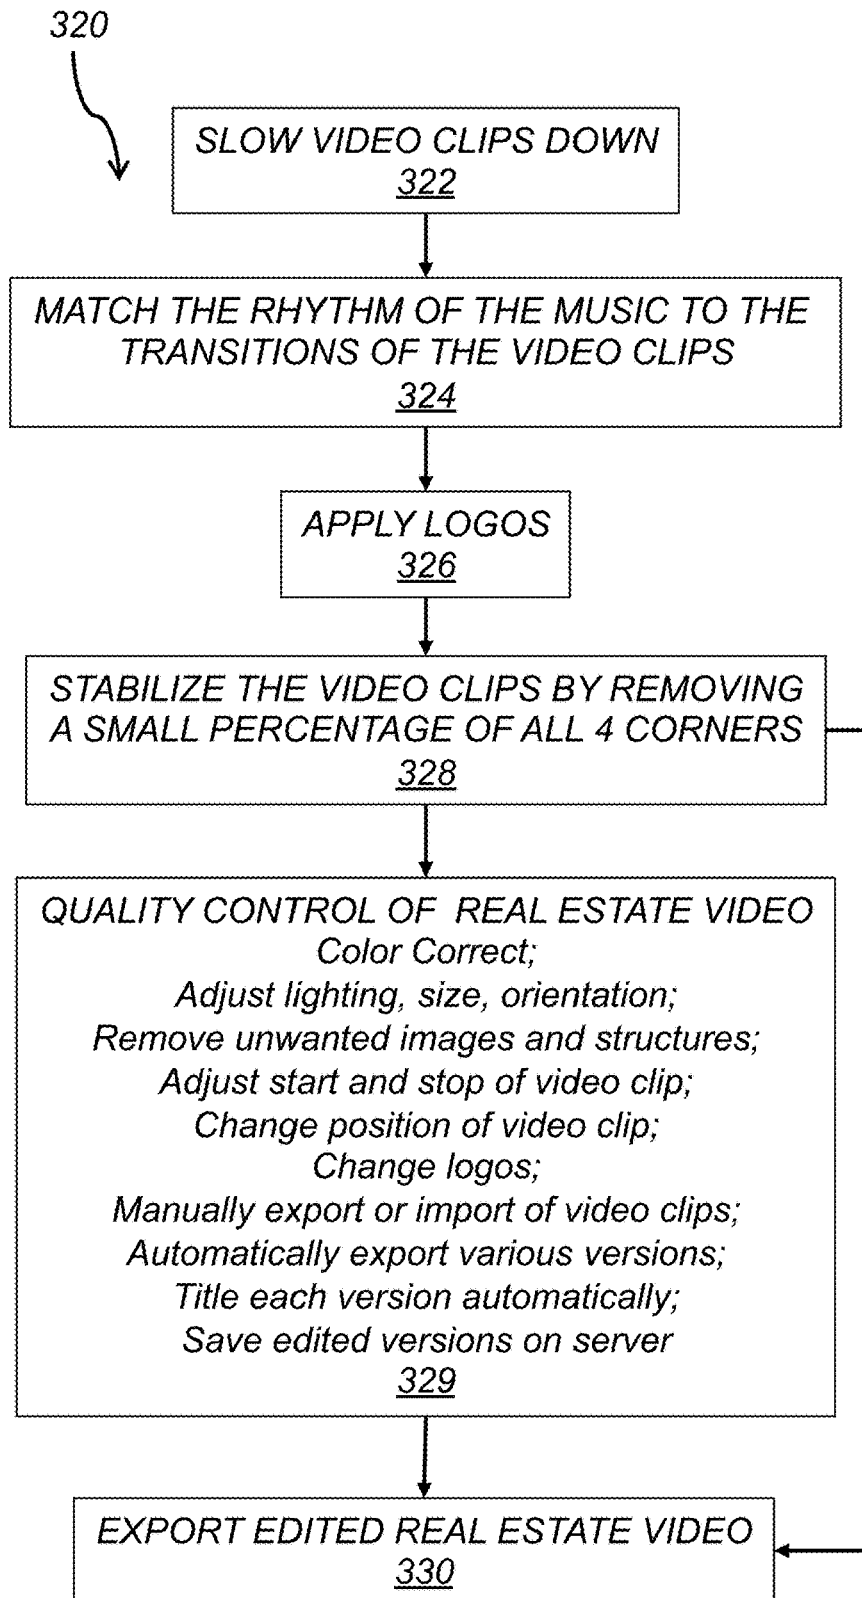 320
SLOW VIDEO CLIPS DOWN
322
MATCH THE RHYTHM OF THE MUSIC TO THE
TRANSITIONS OF THE VIDEO CLIPS
324
APPLY LOGOS
326
STABILIZE THE VIDEO CLIPS BY REMOVING
A SMALL PERCENTAGE OF ALL 4 CORNERS
328
QUALITY CONTROL OF REAL ESTATE VIDEO
Color Correct;
Adjust lighting, size, orientation;
Remove unwanted images and structures;
Adjust start and stop of video clip;
Change position of video clip;
Change logos;
Manually export or import of video clips;
Automatically export various versions;
Title each version automatically;
Save edited versions on server
329
EXPORT EDITED REAL ESTATE VIDEO
330